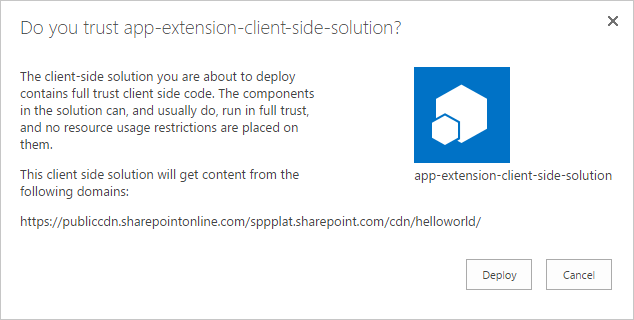 Do you trust app-extension-client-side-solution?
The client-side solution you are about to deploy
contains full trust client side code. The components
in the solution can, and usually do, run in full trust,
and no resource usage restrictions are placed on
them.
This client side solution will get content from the
following domains:
app-extension-client-side-solution
https://publiccdn.sharepointonline.com/sppplat.sharepoint.com/cdn/helloworld/
Deploy
Cancel